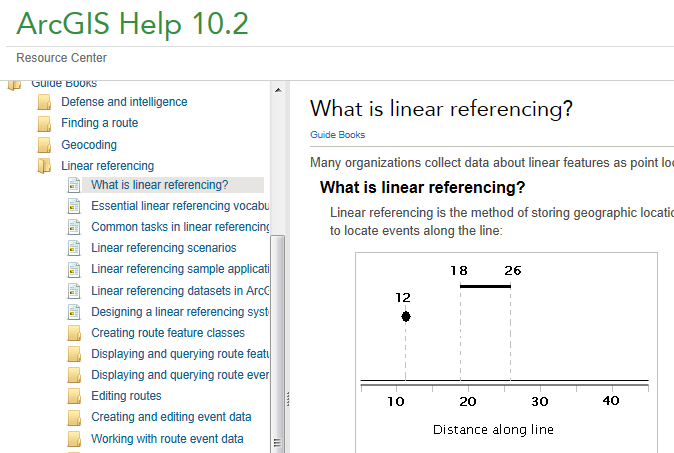 ArcGIS Help 10.2
Resource Center
Guide Books
Defense and intelligence
Finding a route
Geocoding
Linear referencing
What is linear referencing?
Essential linear referencing vocabu
Common tasks in linear referencing
Linear referencing scenarios
Linear referencing sample applicati
Linear referencing datasets in ArcG
Designing a linear referencing syst
Creating route feature classes
Displaying and querying route featu
Displaying and querying route even
Editing routes
Creating and editing event data
Working with route event data
What is linear referencing?
Guide Books
Many organizations collect data about linear features as point loc
What is linear referencing?
Linear referencing is the method of storing geographic locatio
to locate events along the line:
18 26
12
10 20 30 40
Distance along line